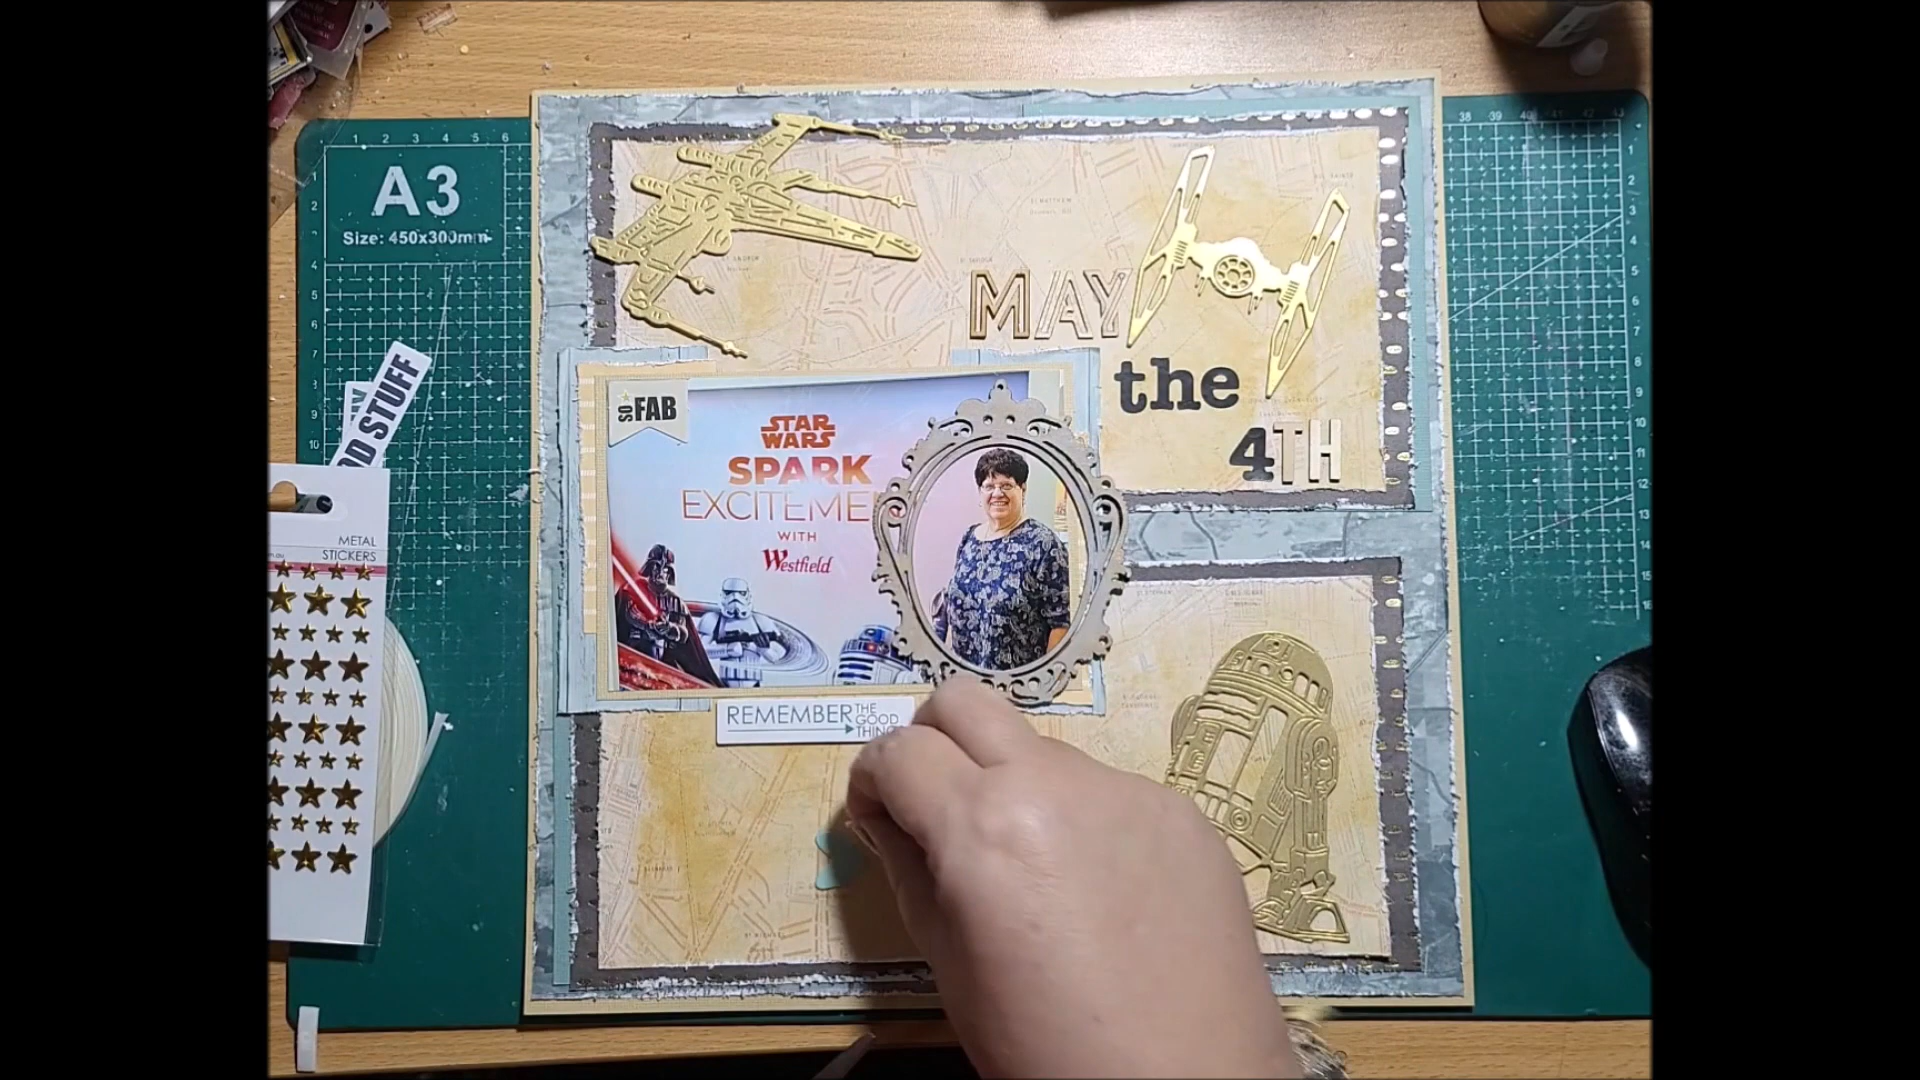 A3
Size: 450x300mm
MAY
the
4TH
SO FAB
STAR
WARS
SPARK
EXCITEME
WITH
Westfield
REMEMBER THE
GOOD
THING
OD STUFF
METAL
STICKERS